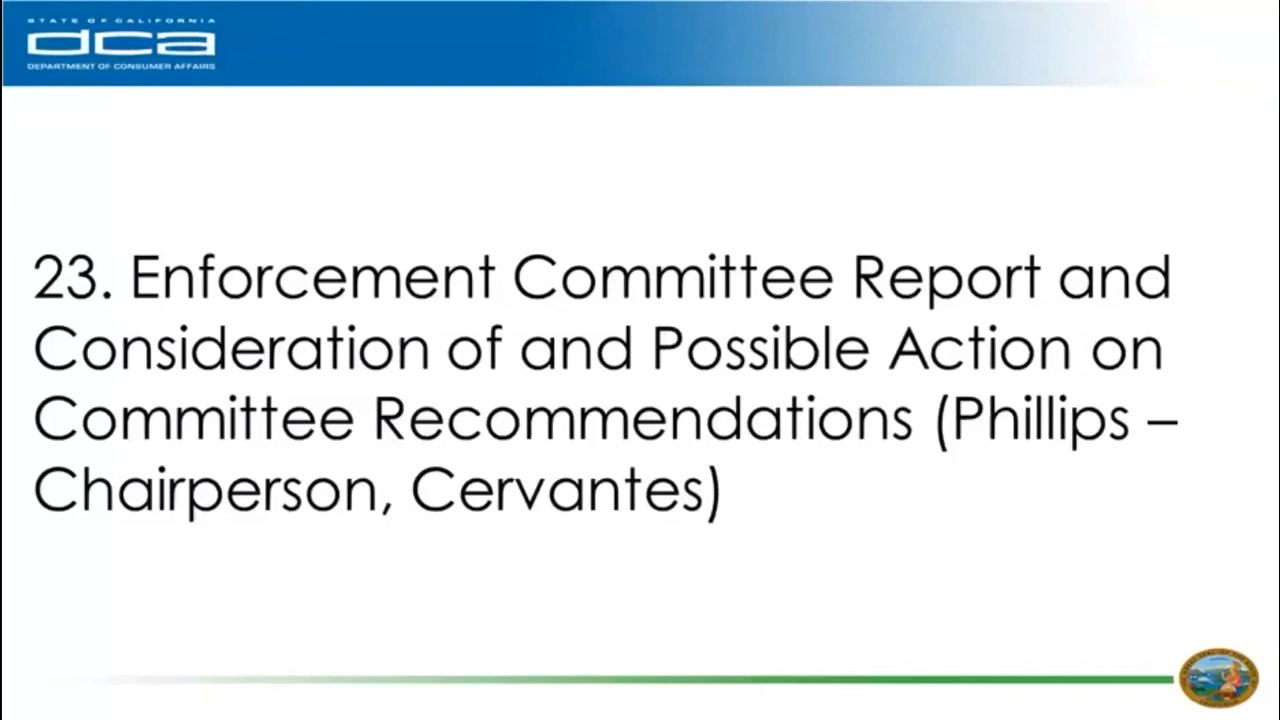 STATE OF CALIFORNIA
dca
DEPARTMENT OF CONSUMER AFFAIRS
23. Enforcement Committee Report and
Consideration of and Possible Action on
Committee Recommendations (Phillips –
Chairperson, Cervantes)